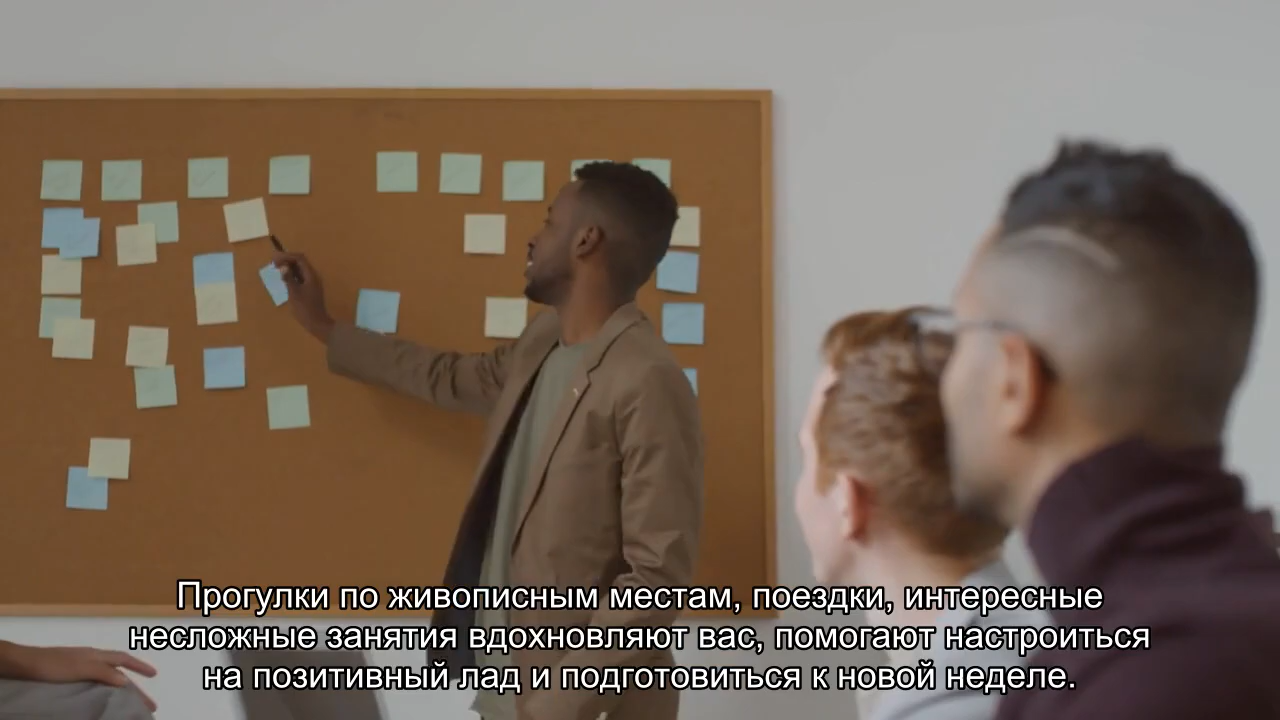 Прогулки по живописным местам, поездки, интересные
несложные занятия вдохновляют вас, помогают настроиться
на позитивный лад и подготовиться к новой неделе.